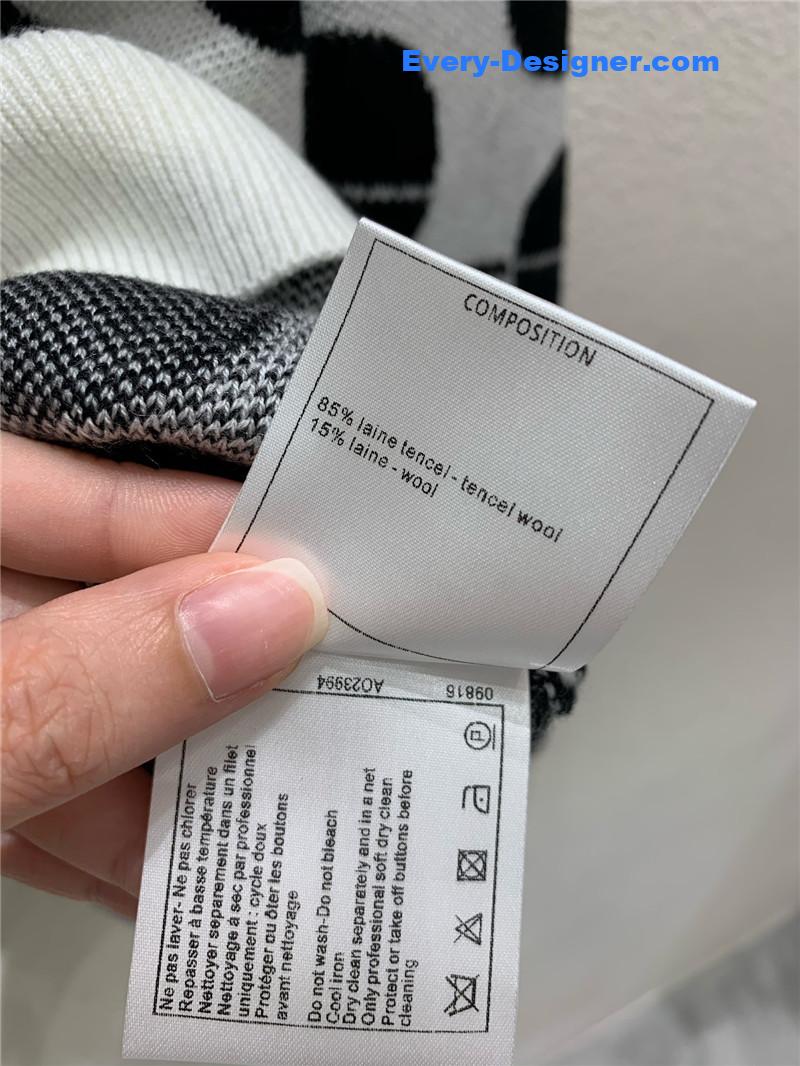 Every-Designer.com
COMPOSITION
85% laine tencel - tencel wool
15% laine - wool
09816
A023994
Ne pas laver- Ne pas chlorer
Repasser à basse température
Nettoyer separement dans un filet
Nettoyage à sec par professionnel
uniquement : cycle doux
Protéger ou ôter les boutons
avant nettoyage
Do not wash-Do not bleach
Cool iron
Dry clean separately and in a net
Only professional soft dry clean
Protect or take off buttons before
cleaning
P